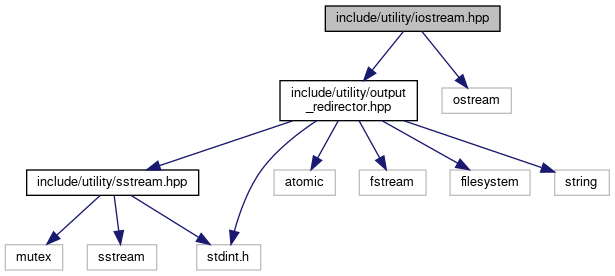 include/utility/iostream.hpp
include/utility/output
_redirector.hpp
ostream
include/utility/sstream.hpp
atomic
fstream
filesystem
string
mutex
sstream
stdint.h